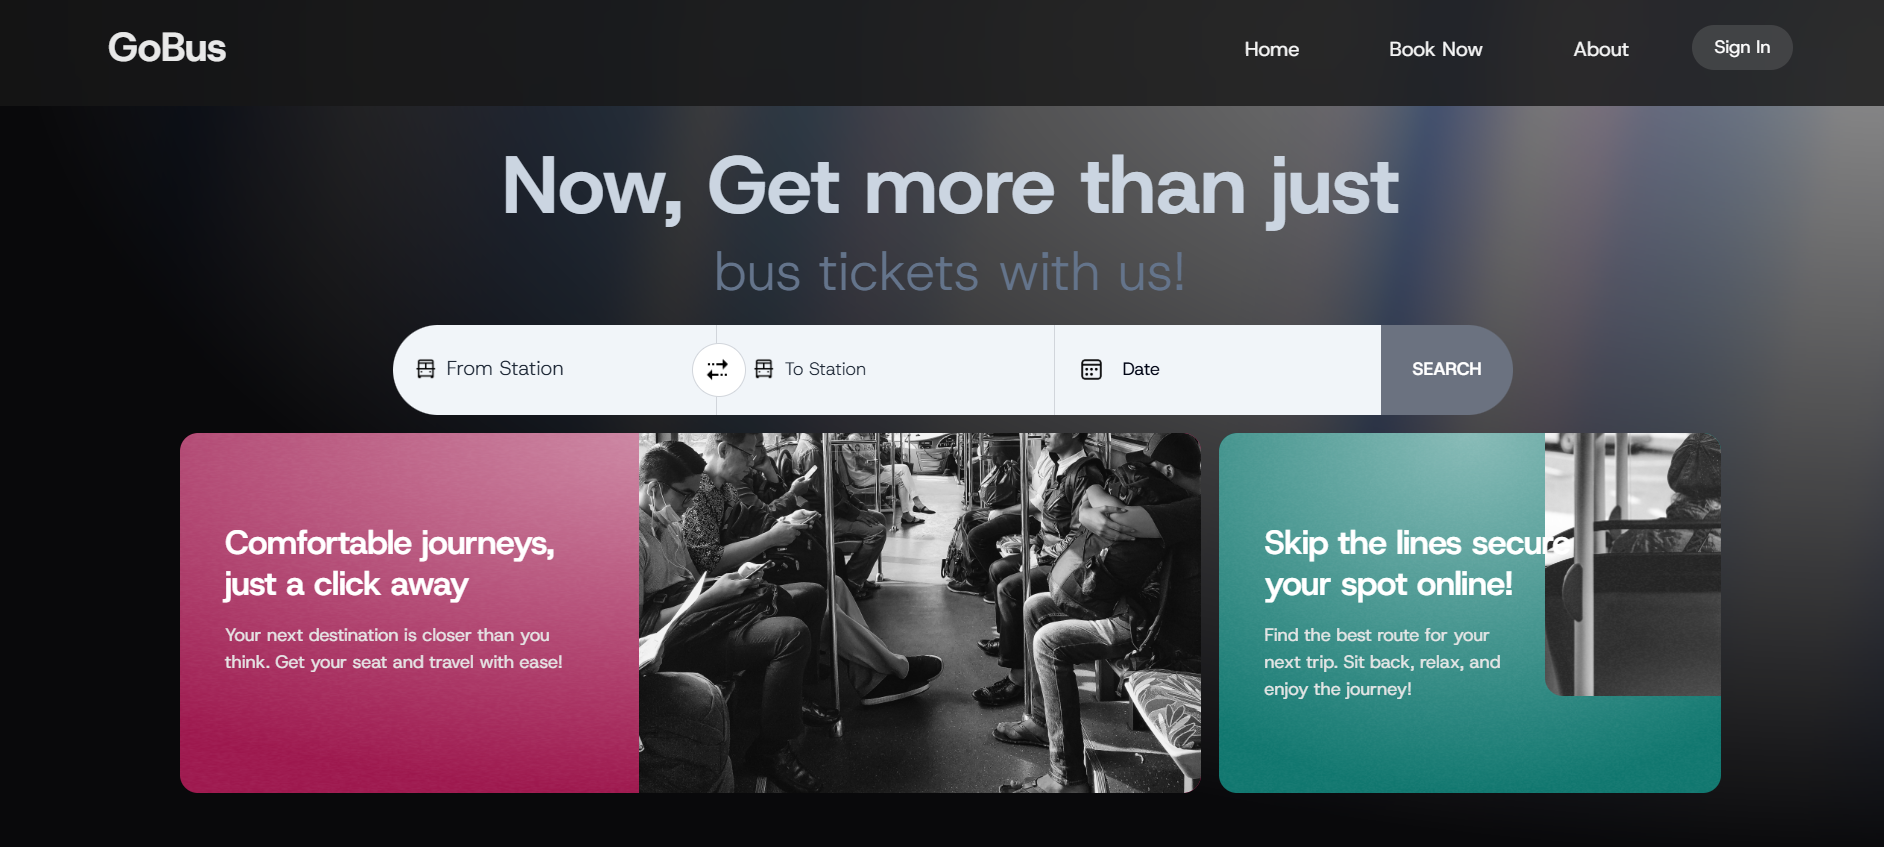 GoBus
Home
Book Now
About
Sign In
Now, Get more than just
bus tickets with us!
From Station
To Station
Date
SEARCH
Comfortable journeys,
just a click away
Your next destination is closer than you
think. Get your seat and travel with ease!
Skip the lines secure
your spot online!
Find the best route for your
next trip. Sit back, relax, and
enjoy the journey!